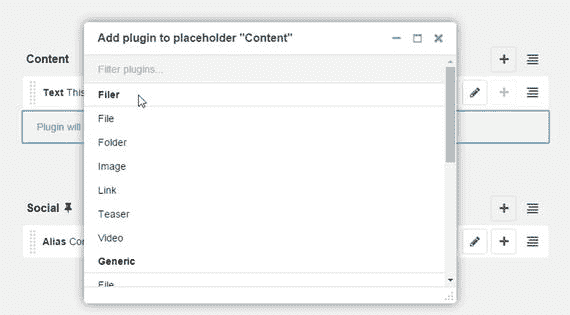 Add plugin to placeholder "Content"
Filter plugins...
Content
Text This
Plugin will
Filer
File
Folder
Image
Link
Teaser
Video
Generic
File
Social
Alias Con